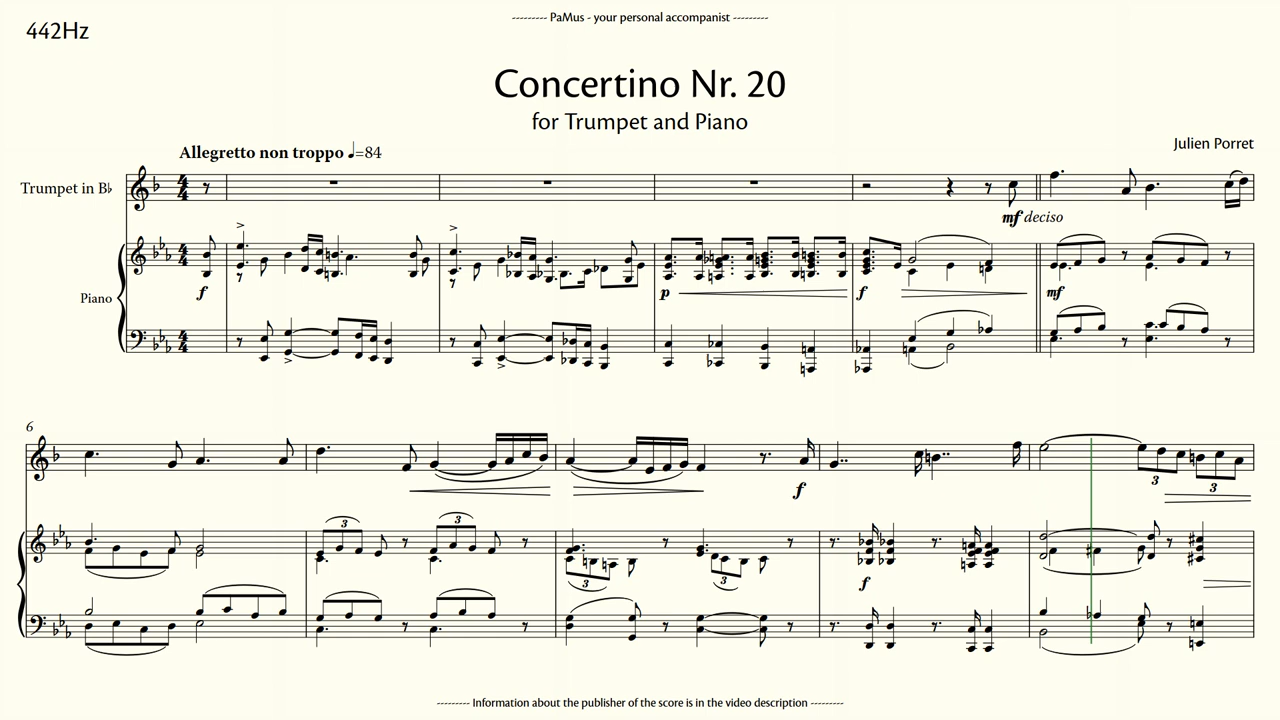 --------- PaMus - your personal accompanist ---------
442Hz
Concertino Nr. 20
for Trumpet and Piano
Julien Porret
Allegretto non troppo ♩=84
Trumpet in B♭
mf deciso
Piano
f
p
f
mf
6
3
3
f
3
3
3
3
f
--------- Information about the publisher of the score is in the video description ---------